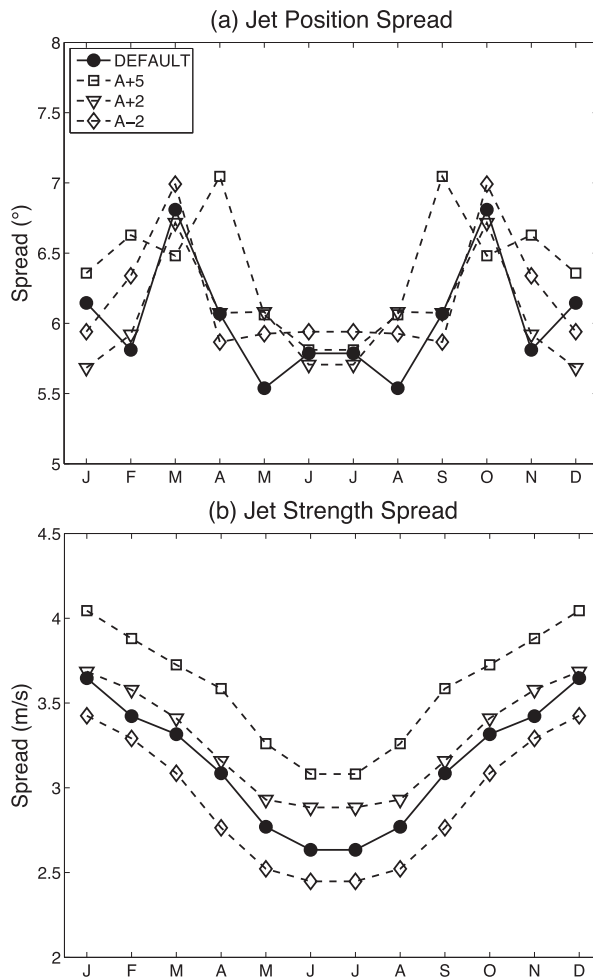 (a) Jet Position Spread
8
7.5
7
6.5
6
5.5
5
Spread (°)
DEFAULT
A+5
A+2
A−2
J F M A M J J A S O N D
(b) Jet Strength Spread
4.5
4
3.5
3
2.5
2
Spread (m/s)
J F M A M J J A S O N D